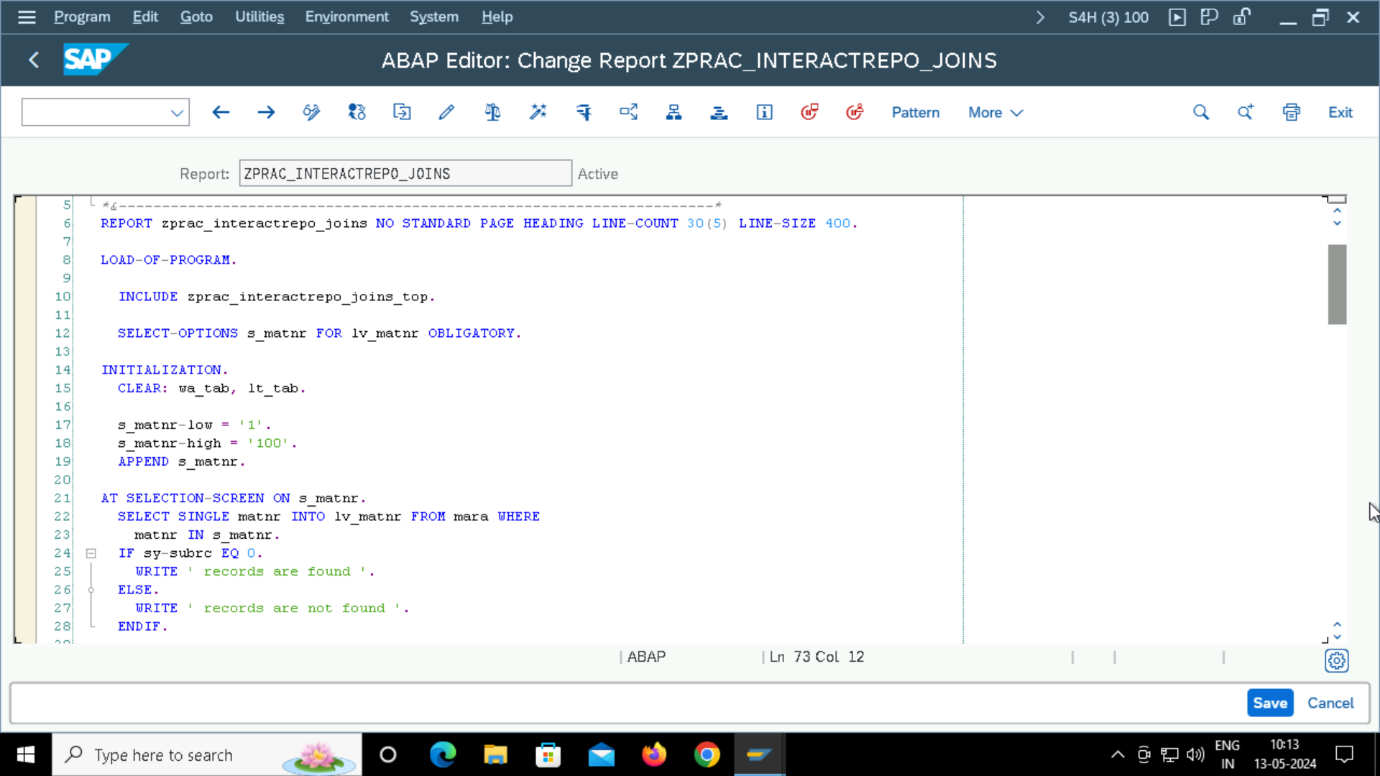 Program Edit Goto Utilities Environment System Help S4H (3) 100
SAP ABAP Editor: Change Report ZPRAC_INTERACTREPO_JOINS
Pattern More Exit
Report: ZPRAC_INTERACTREPO_JOINS Active
5 *&---------------------------------------------------------------------*
6 REPORT zprac_interactrepo_joins NO STANDARD PAGE HEADING LINE-COUNT 30(5) LINE-SIZE 400.
7
8 LOAD-OF-PROGRAM.
9
10 INCLUDE zprac_interactrepo_joins_top.
11
12 SELECT-OPTIONS s_matnr FOR lv_matnr OBLIGATORY.
13
14 INITIALIZATION.
15 CLEAR: wa_tab, lt_tab.
16
17 s_matnr-low = '1'.
18 s_matnr-high = '100'.
19 APPEND s_matnr.
20
21 AT SELECTION-SCREEN ON s_matnr.
22 SELECT SINGLE matnr INTO lv_matnr FROM mara WHERE
23 matnr IN s_matnr.
24 IF sy-subrc EQ 0.
25 WRITE ' records are found '.
26 ELSE.
27 WRITE ' records are not found '.
28 ENDIF.
ABAP Ln 73 Col 12
Save Cancel
Type here to search
ENG
IN
10:13
13-05-2024